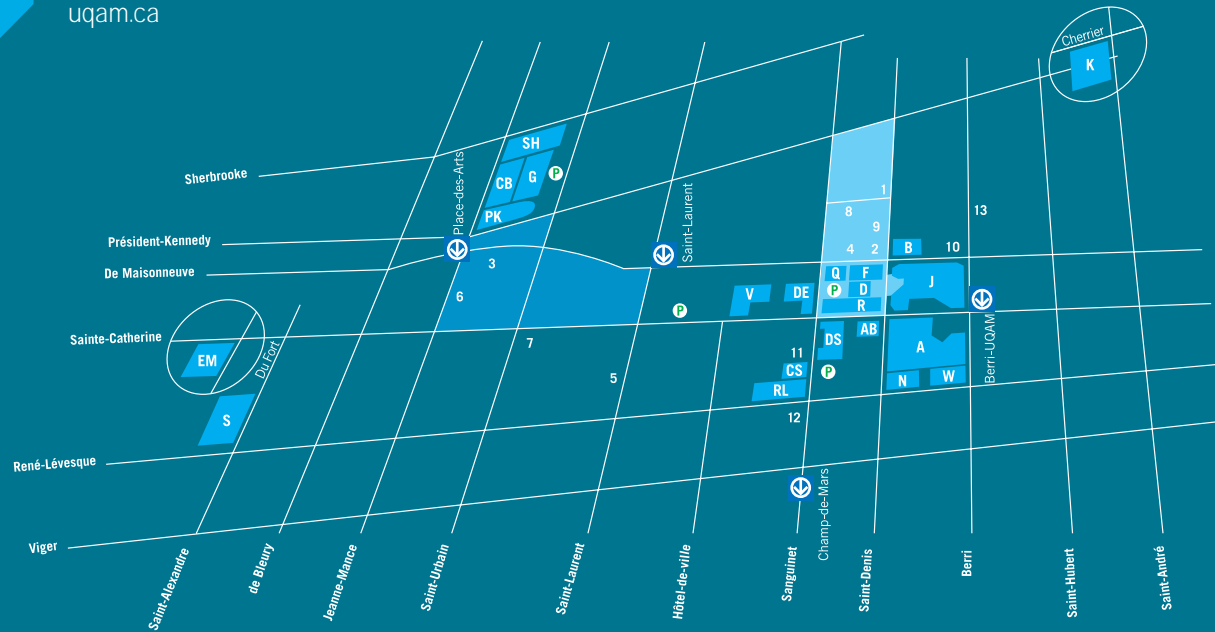 uqam.ca
Cherrier
K
SH
Sherbrooke
Place-des-Arts
CB
G
P
1
PK
8
13
Saint-Laurent
Président-Kennedy
9
4
2
B
10
De Maisonneuve
3
Q
F
J
6
V
DE
P
D
R
P
Sainte-Catherine
DS
AB
A
Berri-UQAM
7
EM
Du Fort
11
CS
P
5
N
W
RL
S
12
René-Lévesque
Champ-de-Mars
Viger
Saint-Alexandre
de Bleury
Jeanne-Mance
Saint-Urbain
Saint-Laurent
Hôtel-de-ville
Sanguinet
Saint-Denis
Berri
Saint-Hubert
Saint-André